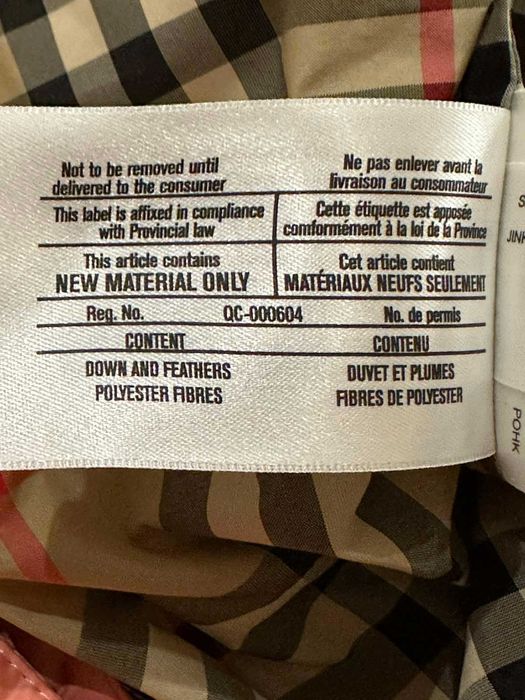 Not to be removed until
delivered to the consumer
Ne pas enlever avant la
livraison au consommateur
This label is affixed in compliance
with Provincial law
Cette étiquette est apposée
comformément à la loi de la Province
This article contains
NEW MATERIAL ONLY
Cet article contient
MATÉRIAUX NEUFS SEULEMENT
Reg. No. QC-000604 No. de permis
CONTENT
CONTENU
DOWN AND FEATHERS
POLYESTER FIBRES
DUVET ET PLUMES
FIBRES DE POLYESTER
POHK